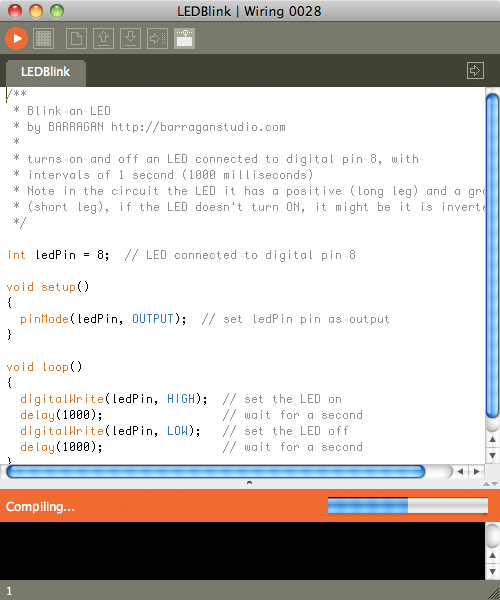 LEDBlink | Wiring 0028
LEDBlink
/**
 * Blink an LED
 * by BARRAGAN http://barraganstudio.com
 *
 * turns on and off an LED connected to digital pin 8, with
 * intervals of 1 second (1000 milliseconds)
 * Note in the circuit the LED it has a positive (long leg) and a gro
 * (short leg), if the LED doesn't turn ON, it might be it is inverte
 */
int ledPin = 8;  // LED connected to digital pin 8
void setup()
{
  pinMode(ledPin, OUTPUT);  // set ledPin pin as output
}
void loop()
{
  digitalWrite(ledPin, HIGH);  // set the LED on
  delay(1000);                 // wait for a second
  digitalWrite(ledPin, LOW);   // set the LED off
  delay(1000);                 // wait for a second
}
Compiling...
1